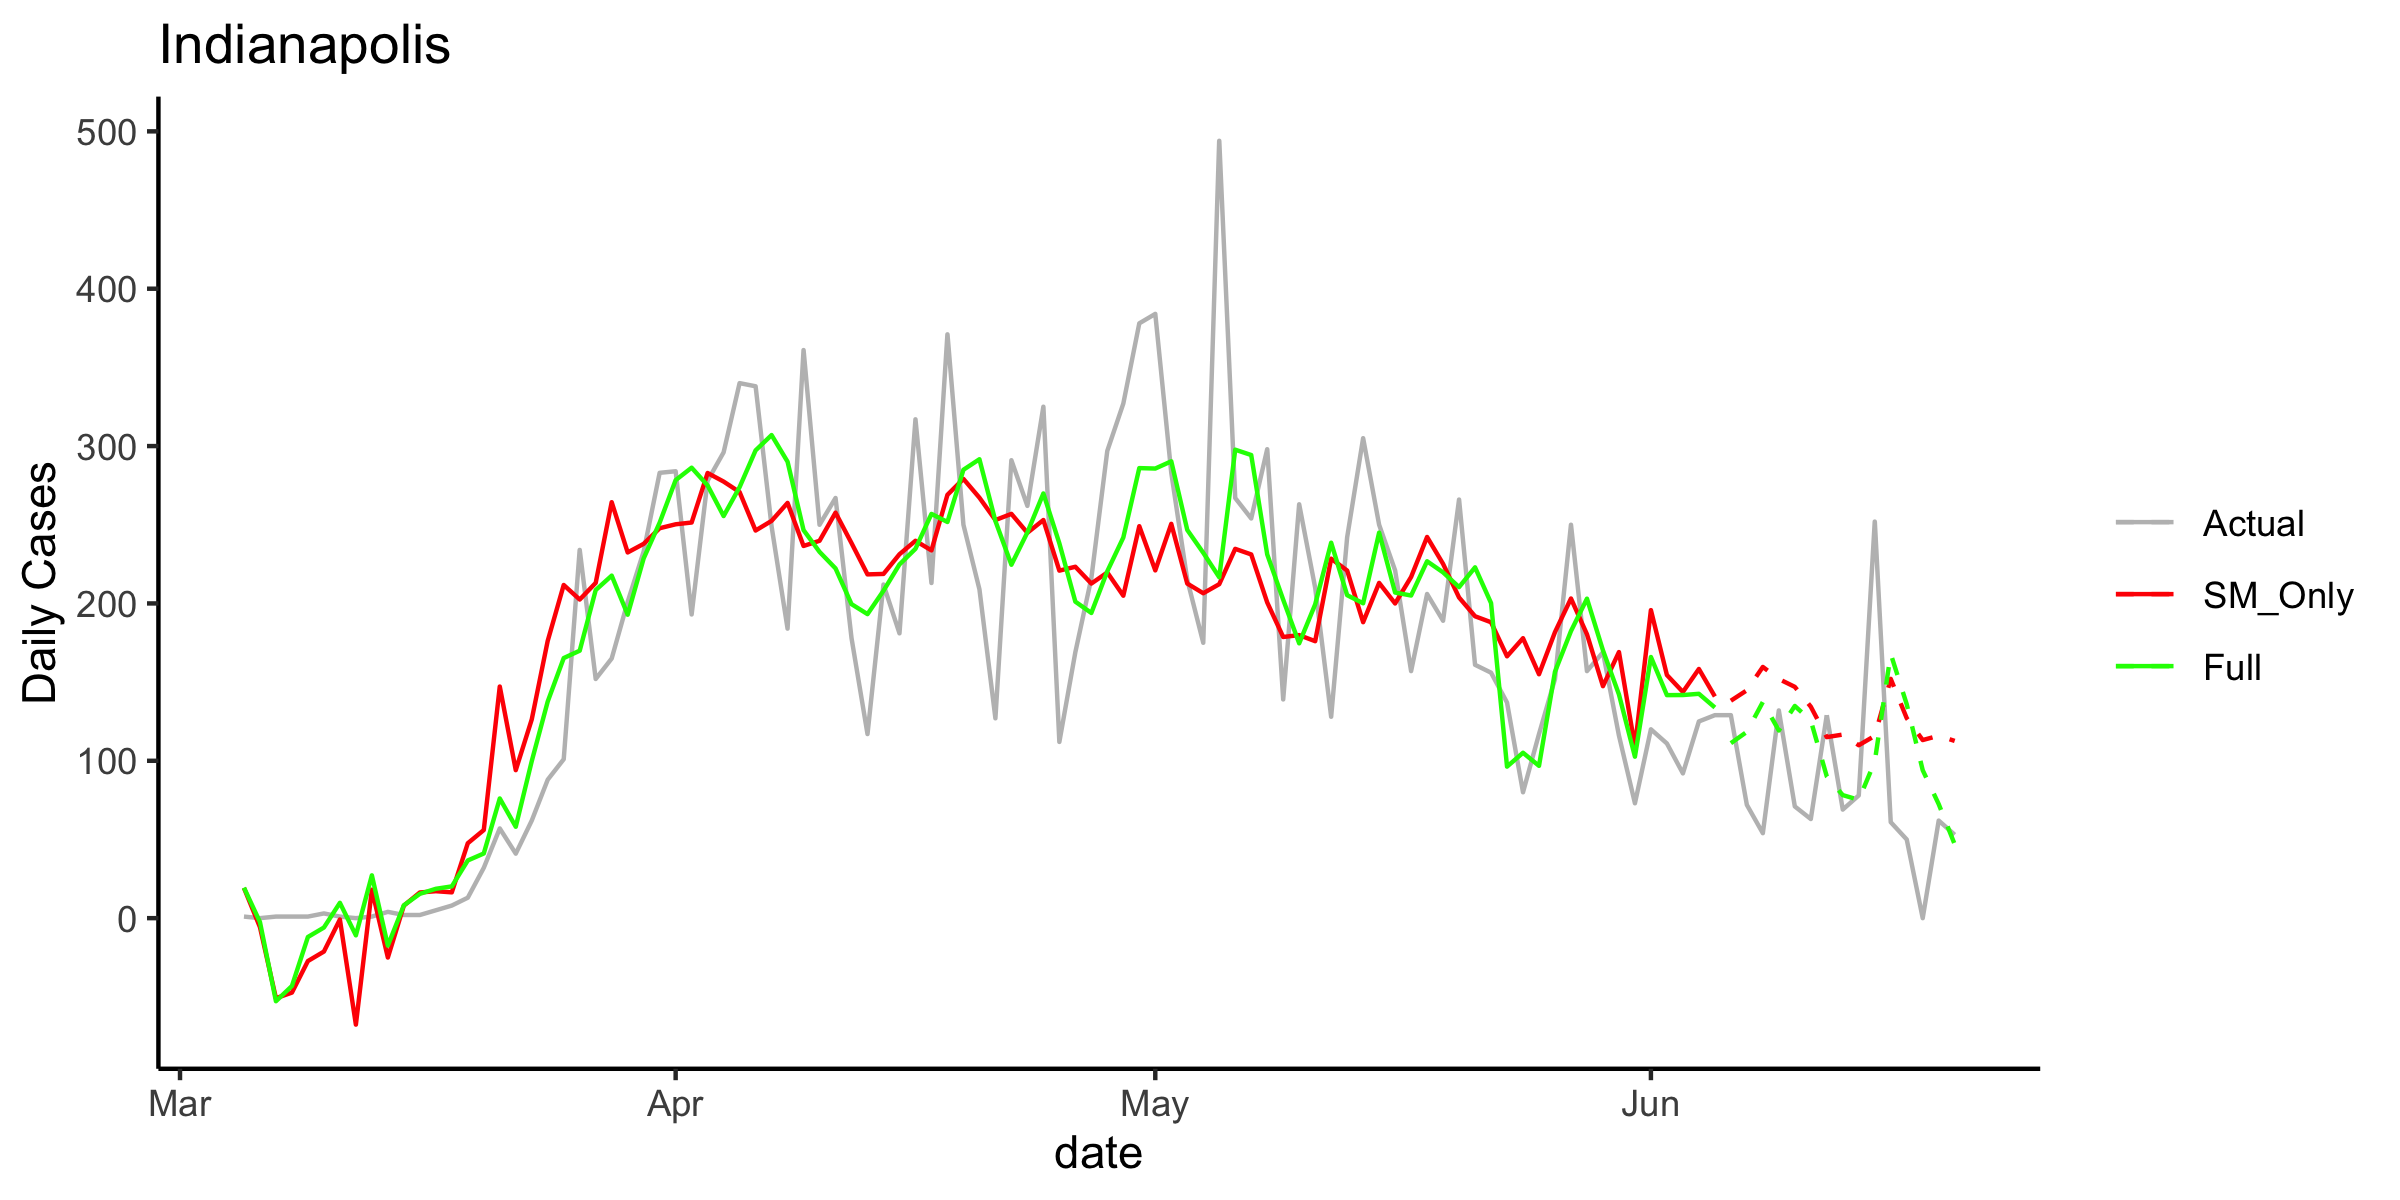 Indianapolis
Daily Cases
500
400
300
200
100
0
Mar
Apr
May
Jun
date
Actual
SM_Only
Full